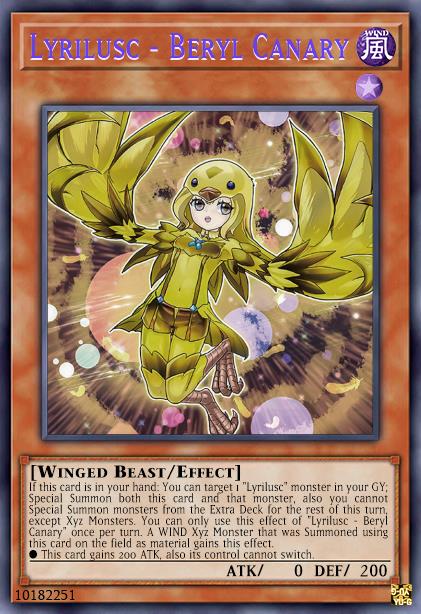 Lyrilusc - Beryl Canary
WIND
風
[Winged Beast/Effect]
If this card is in your hand: You can target 1 "Lyrilusc" monster in your GY;
Special Summon both this card and that monster, also you cannot
Special Summon monsters from the Extra Deck for the rest of this turn,
except Xyz Monsters. You can only use this effect of "Lyrilusc - Beryl
Canary" once per turn. A WIND Xyz Monster that was Summoned using
this card on the field as material gains this effect.
● This card gains 200 ATK, also its control cannot switch.
ATK/ 0 DEF/ 200
10182251